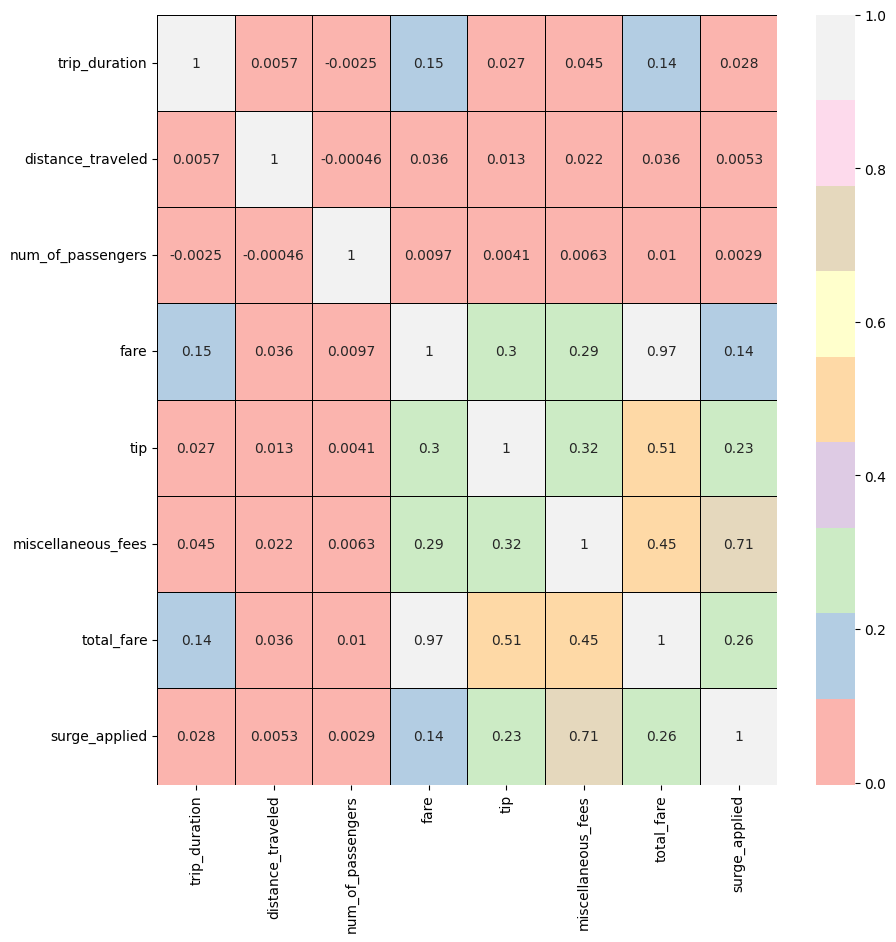 trip_duration 1 0.0057 -0.0025 0.15 0.027 0.045 0.14 0.028
distance_traveled 0.0057 1 -0.00046 0.036 0.013 0.022 0.036 0.0053
num_of_passengers -0.0025 -0.00046 1 0.0097 0.0041 0.0063 0.01 0.0029
fare 0.15 0.036 0.0097 1 0.3 0.29 0.97 0.14
tip 0.027 0.013 0.0041 0.3 1 0.32 0.51 0.23
miscellaneous_fees 0.045 0.022 0.0063 0.29 0.32 1 0.45 0.71
total_fare 0.14 0.036 0.01 0.97 0.51 0.45 1 0.26
surge_applied 0.028 0.0053 0.0029 0.14 0.23 0.71 0.26 1
trip_duration
distance_traveled
num_of_passengers
fare
tip
miscellaneous_fees
total_fare
surge_applied
1.0
0.8
0.6
0.4
0.2
0.0